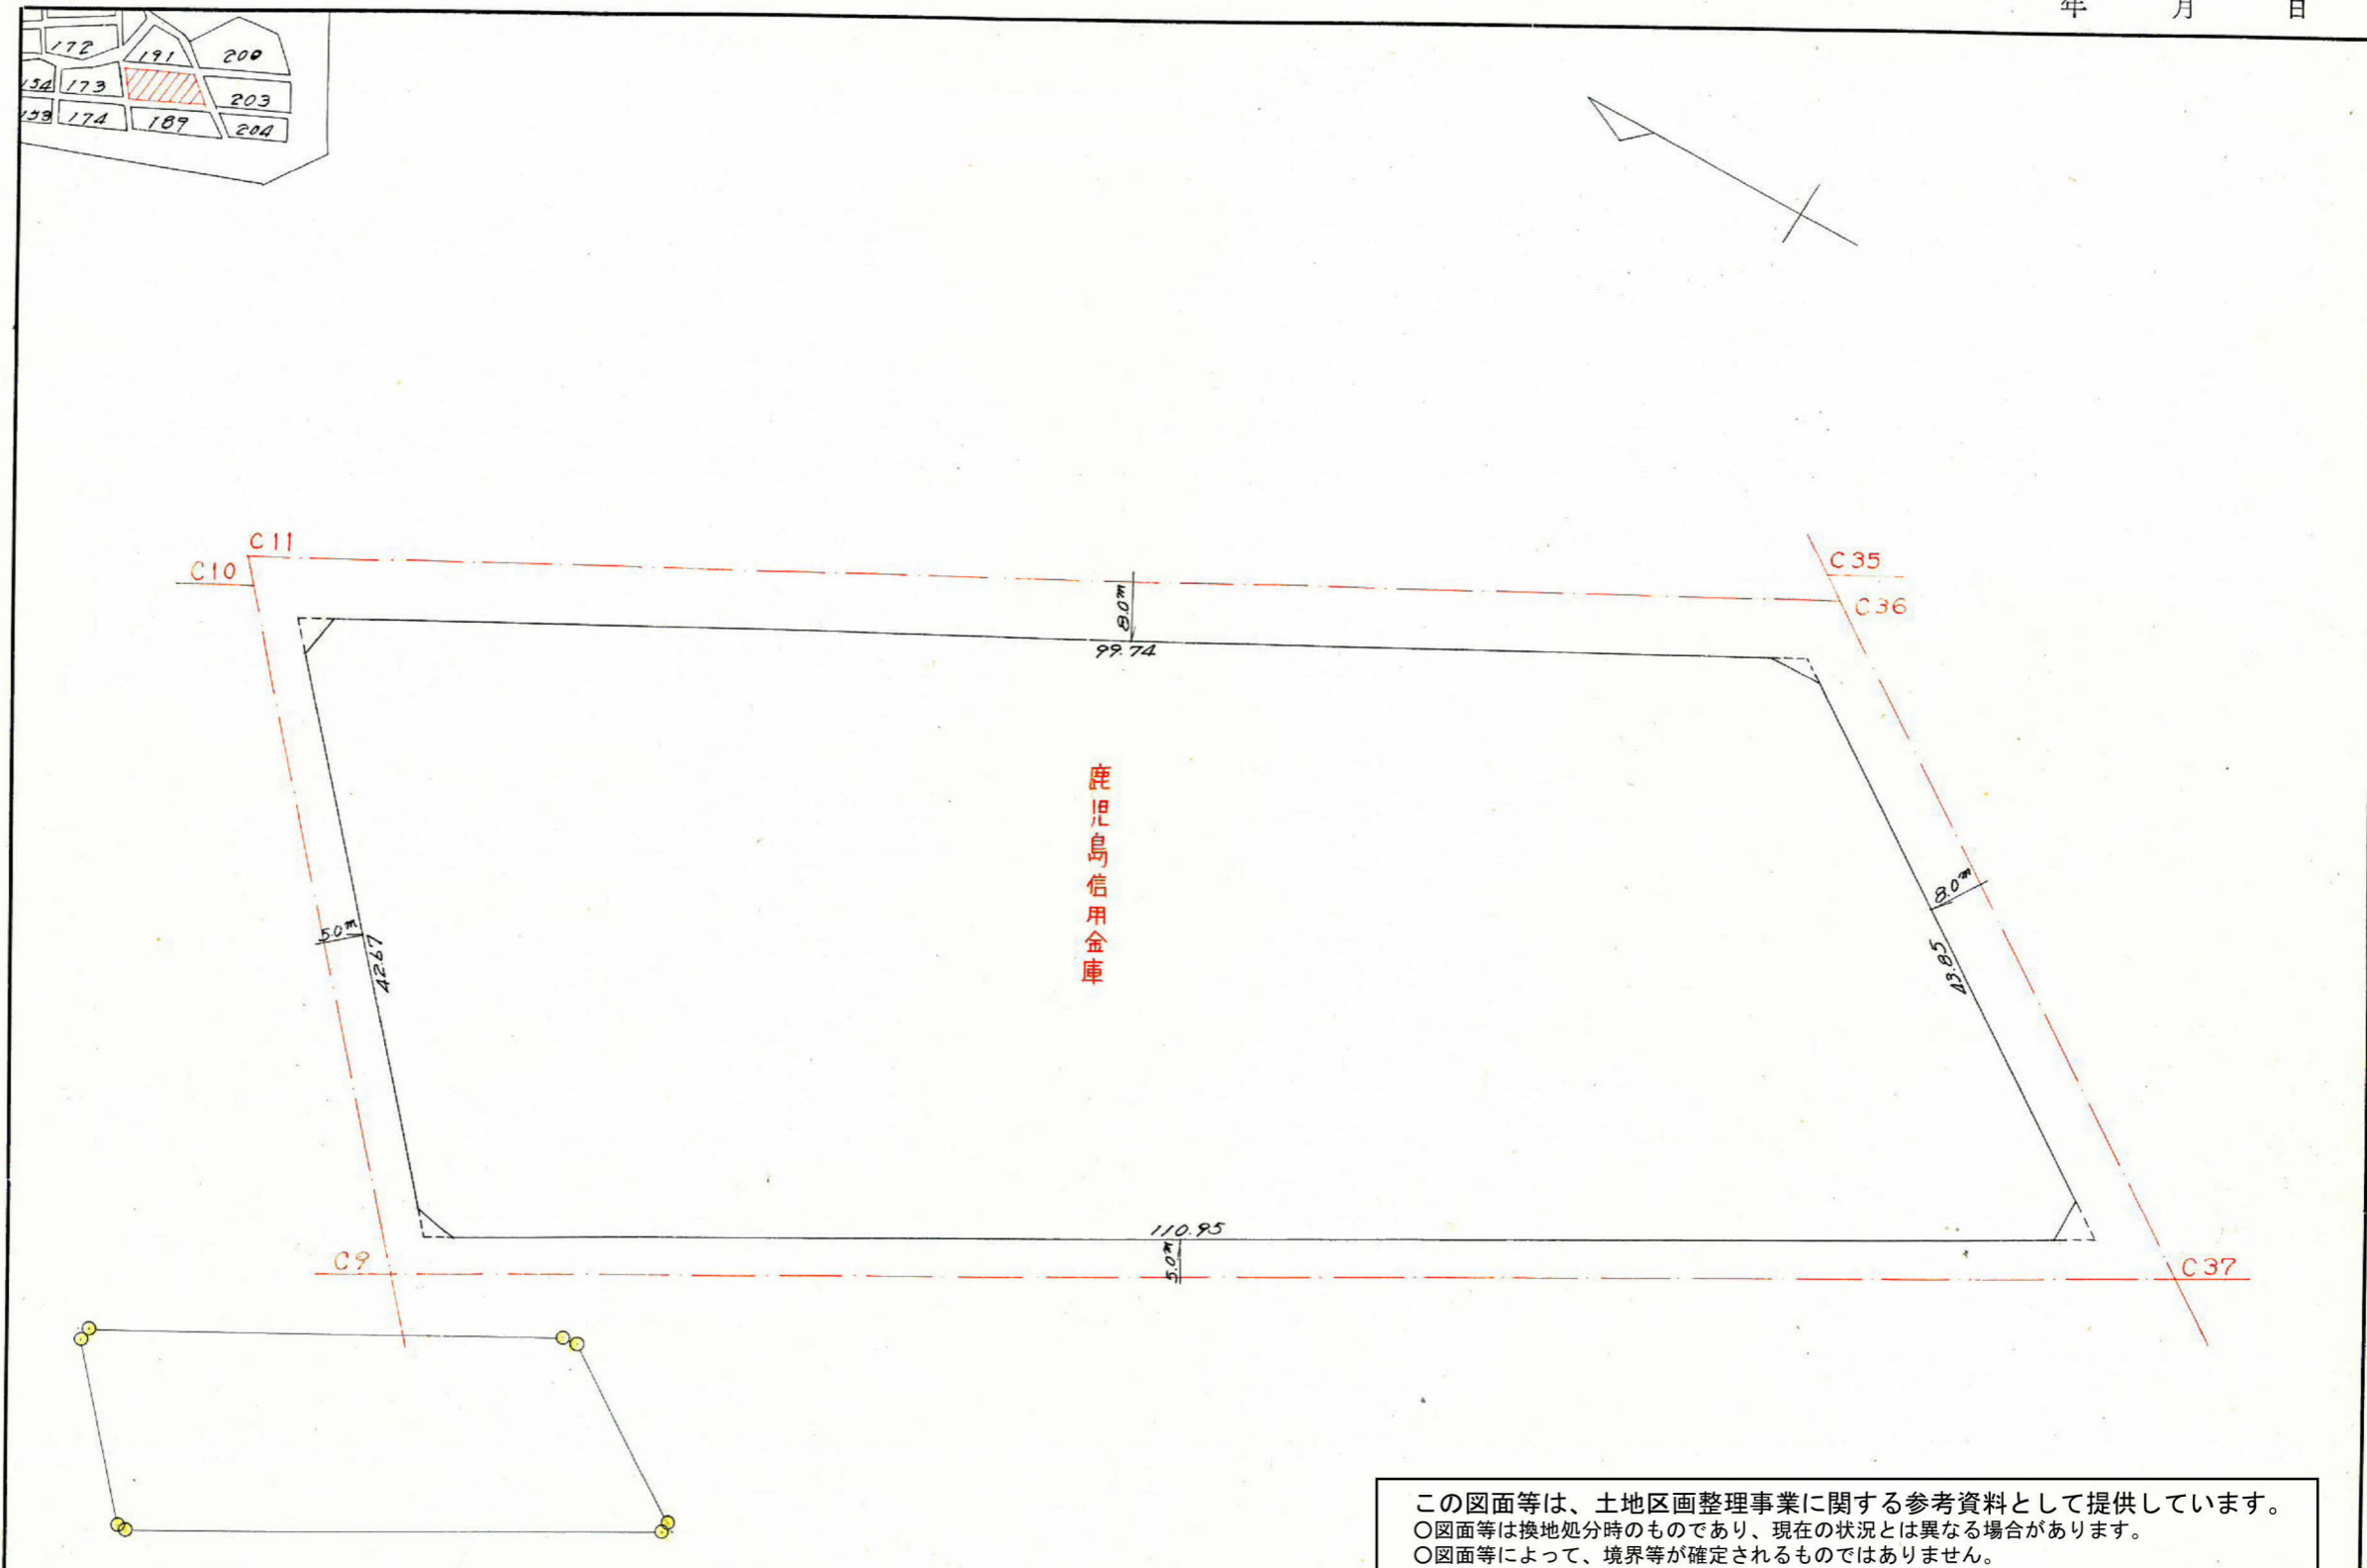 年 月 日
172
191
200
154
173
203
153
174
189
204
C11
C10
C35
C36
8.0m
99.74
鹿児島信用金庫
8.0m
5.0m
42.67
43.85
110.95
5.0m
C9
C37
この図面等は、土地区画整理事業に関する参考資料として提供しています。
○図面等は換地処分時のものであり、現在の状況とは異なる場合があります。
○図面等によって、境界等が確定されるものではありません。